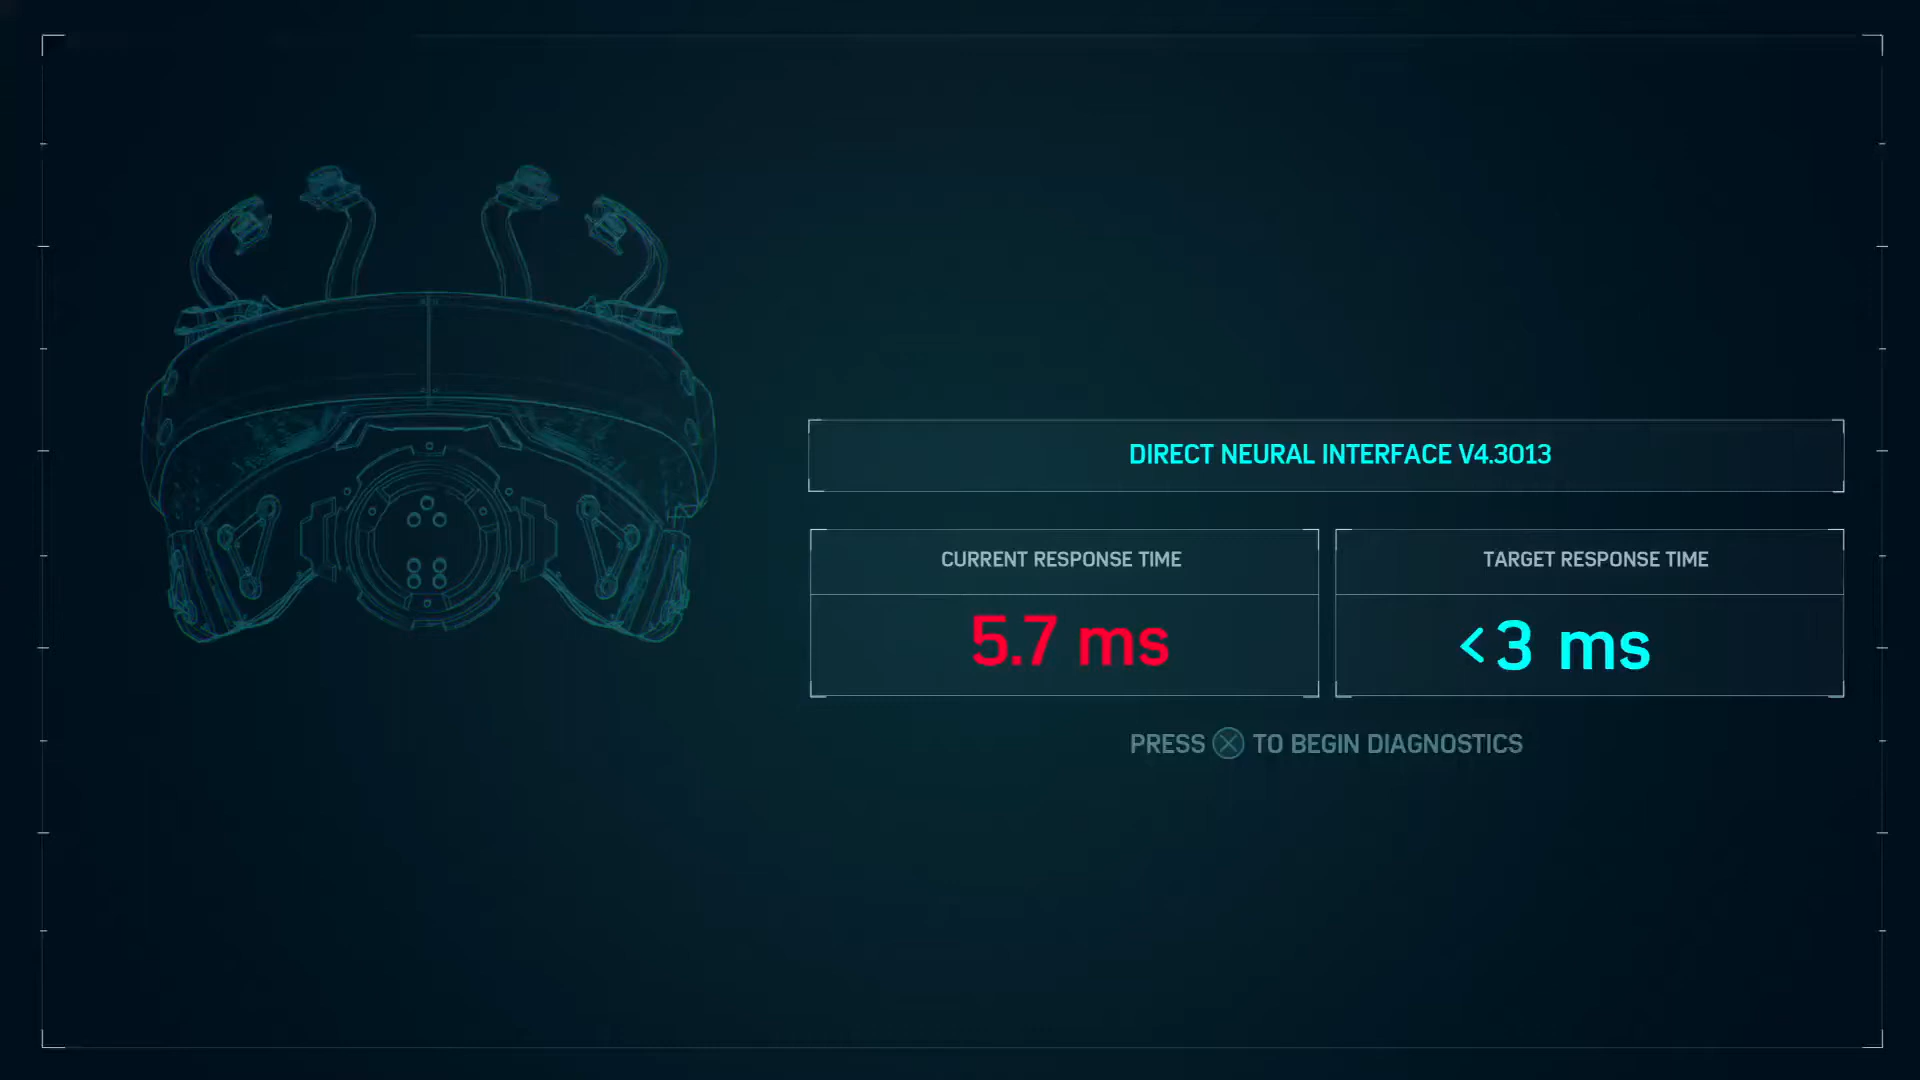 DIRECT NEURAL INTERFACE V4.3013
CURRENT RESPONSE TIME
5.7 ms
TARGET RESPONSE TIME
<3 ms
PRESS Ⓧ TO BEGIN DIAGNOSTICS